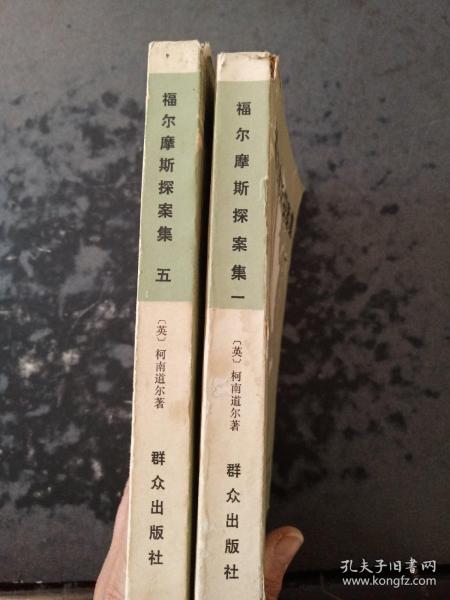 福尔摩斯探案集 五
〔英〕柯南道尔著
群众出版社
福尔摩斯探案集 一
〔英〕柯南道尔著
群众出版社
孔夫子旧书网
www.kongfz.com